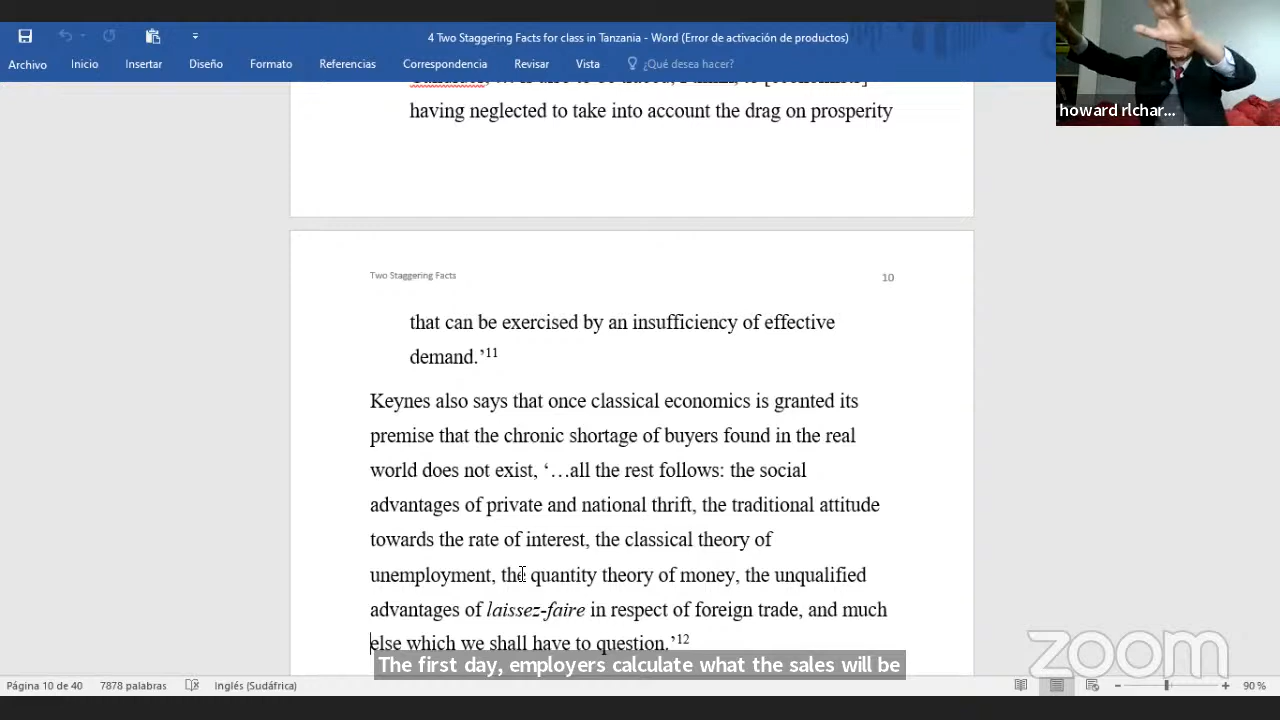 4 Two Staggering Facts for class in Tanzania - Word (Error de activación de productos)
Archivo Inicio Insertar Diseño Formato Referencias Correspondencia Revisar Vista ¿Qué desea hacer?
howard rlchar...
having neglected to take into account the drag on prosperity
Two Staggering Facts 10
that can be exercised by an insufficiency of effective
demand.’11
Keynes also says that once classical economics is granted its
premise that the chronic shortage of buyers found in the real
world does not exist, ‘…all the rest follows: the social
advantages of private and national thrift, the traditional attitude
towards the rate of interest, the classical theory of
unemployment, the quantity theory of money, the unqualified
advantages of laissez-faire in respect of foreign trade, and much
else which we shall have to question.’12
The first day, employers calculate what the sales will be
zoom
Página 10 de 40 7878 palabras Inglés (Sudáfrica) 90 %